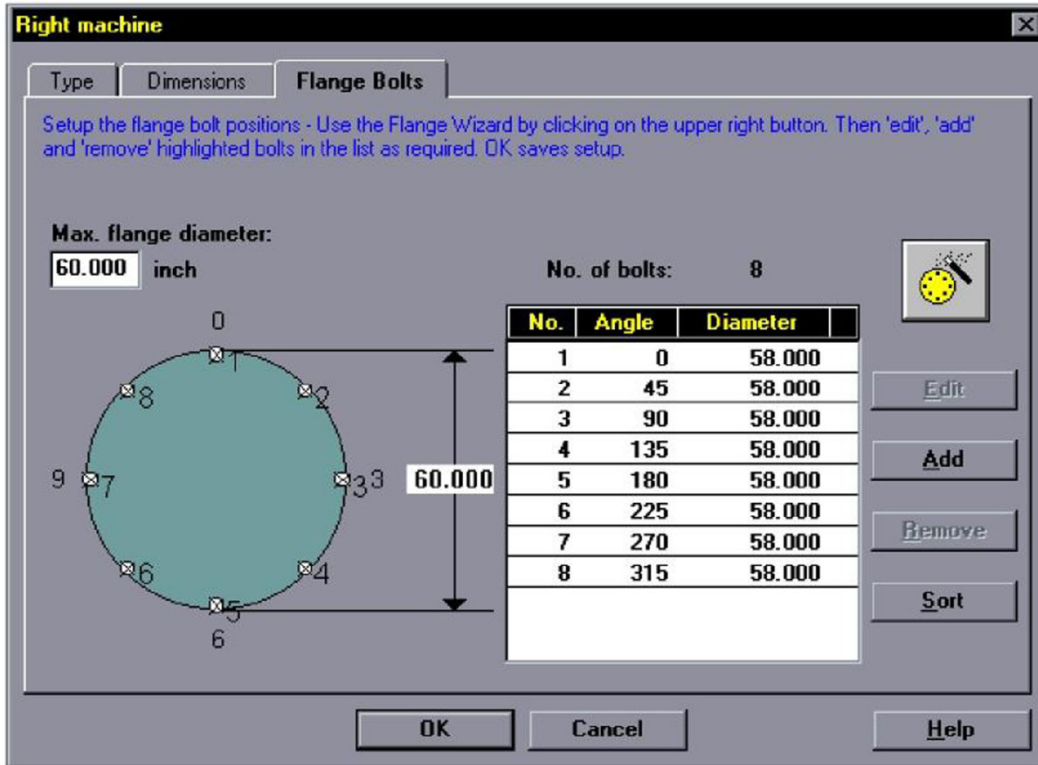 Right machine
Type Dimensions Flange Bolts
Setup the flange bolt positions - Use the Flange Wizard by clicking on the upper right button. Then 'edit', 'add'
and 'remove' highlighted bolts in the list as required. OK saves setup.
Max. flange diameter:
60.000 inch
No. of bolts: 8
0
1
8 2
9 7 3 3
60.000
6 4
5
6
No. Angle Diameter
1 0 58.000
2 45 58.000
3 90 58.000
4 135 58.000
5 180 58.000
6 225 58.000
7 270 58.000
8 315 58.000
Edit
Add
Remove
Sort
OK Cancel Help